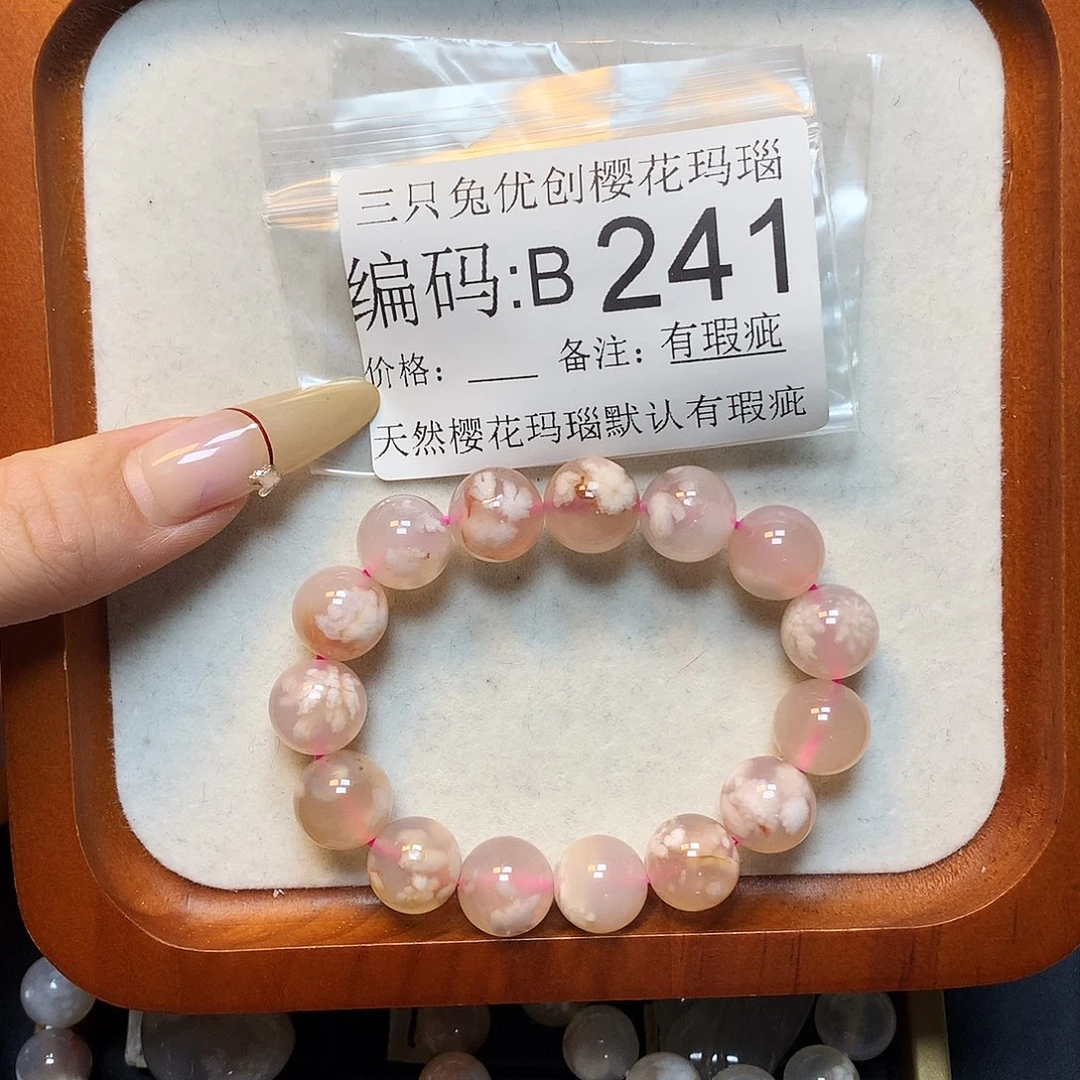 三只兔优创樱花玛瑙
编码:B 241
价格：___ 备注：有瑕疵
天然樱花玛瑙默认有瑕疵